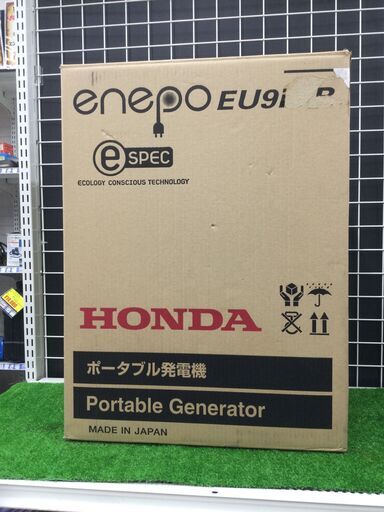 enepo EU9i
e SPEC
ECOLOGY CONSCIOUS TECHNOLOGY
HONDA
ポータブル発電機
Portable Generator
MADE IN JAPAN